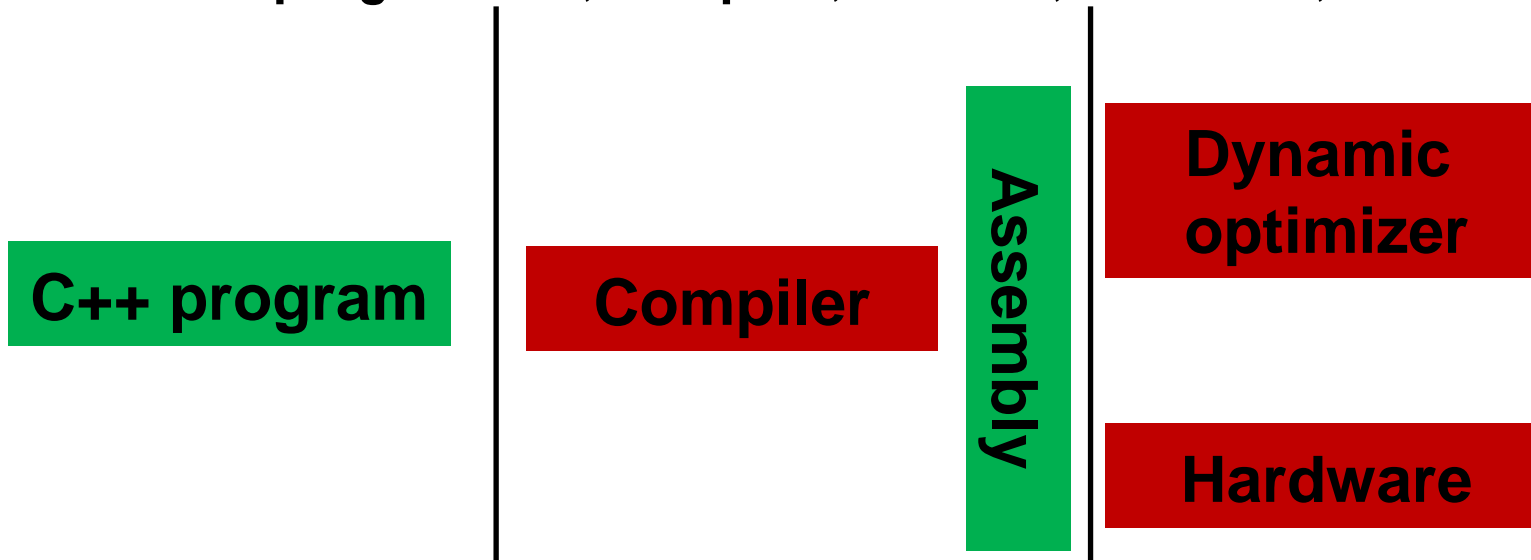 C++ program
Compiler
Assembly
Dynamic
optimizer
Hardware